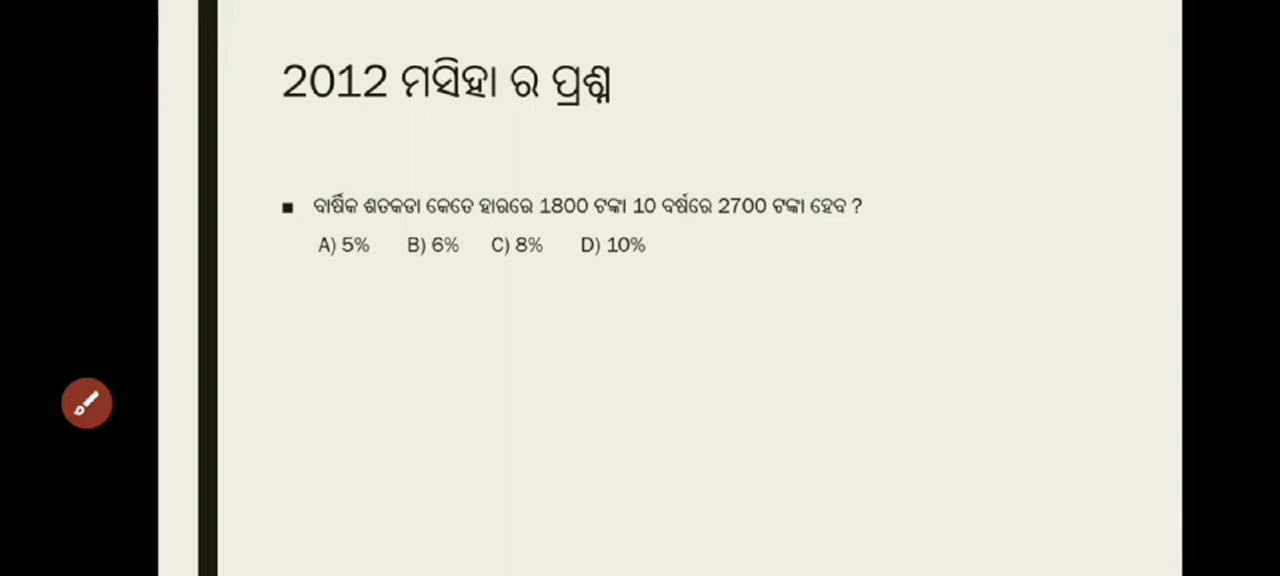 2012 ମସିହା ର ପ୍ରଶ୍ନ
■ ବାର୍ଷିକ ଶତକଡା କେତେ ହାରରେ 1800 ଟଙ୍କା 10 ବର୍ଷରେ 2700 ଟଙ୍କା ହେବ ?
A) 5% B) 6% C) 8% D) 10%